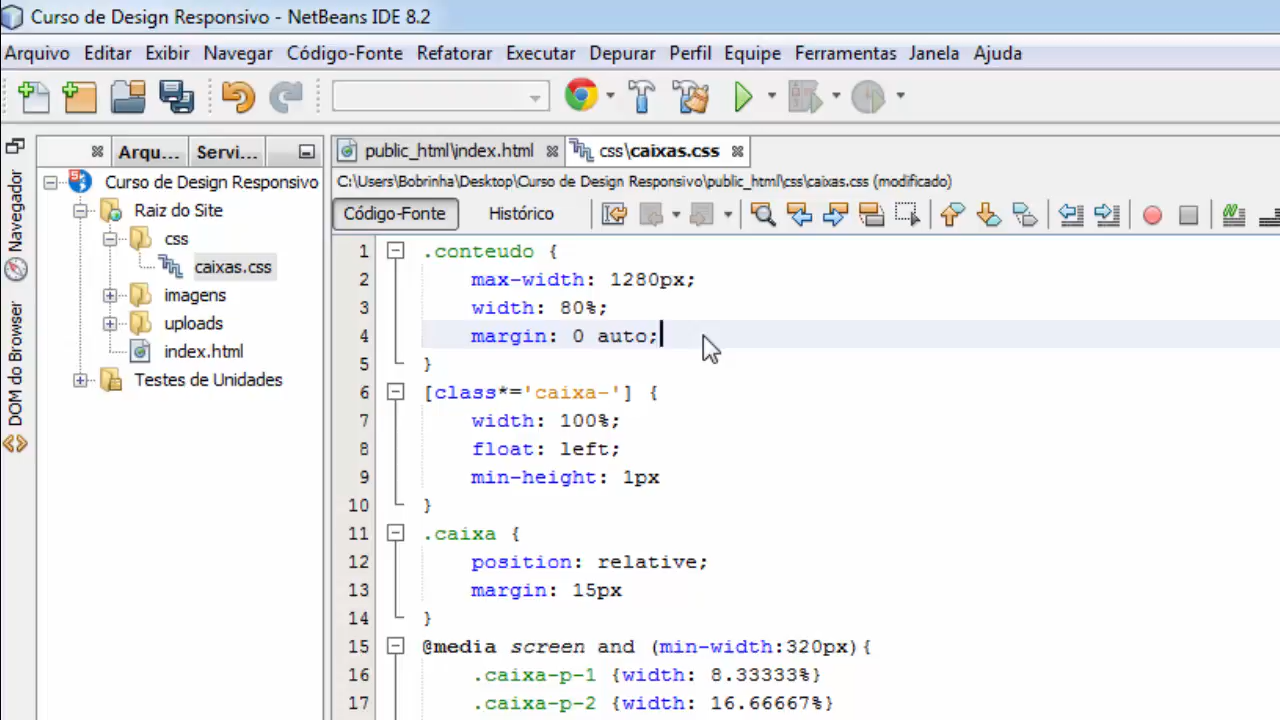 Curso de Design Responsivo - NetBeans IDE 8.2
Arquivo Editar Exibir Navegar Código-Fonte Refatorar Executar Depurar Perfil Equipe Ferramentas Janela Ajuda
Arqu... Servi...
public_html\index.html css\caixas.css
C:\Users\Bobrinha\Desktop\Curso de Design Responsivo\public_html\css\caixas.css (modificado)
Código-Fonte Histórico
Navegador
DOM do Browser
Curso de Design Responsivo
Raiz do Site
css
caixas.css
imagens
uploads
index.html
Testes de Unidades
1 .conteudo {
2 max-width: 1280px;
3 width: 80%;
4 margin: 0 auto;
5 }
6 [class*='caixa-'] {
7 width: 100%;
8 float: left;
9 min-height: 1px
10 }
11 .caixa {
12 position: relative;
13 margin: 15px
14 }
15 @media screen and (min-width:320px){
16 .caixa-p-1 {width: 8.33333%}
17 .caixa-p-2 {width: 16.66667%}